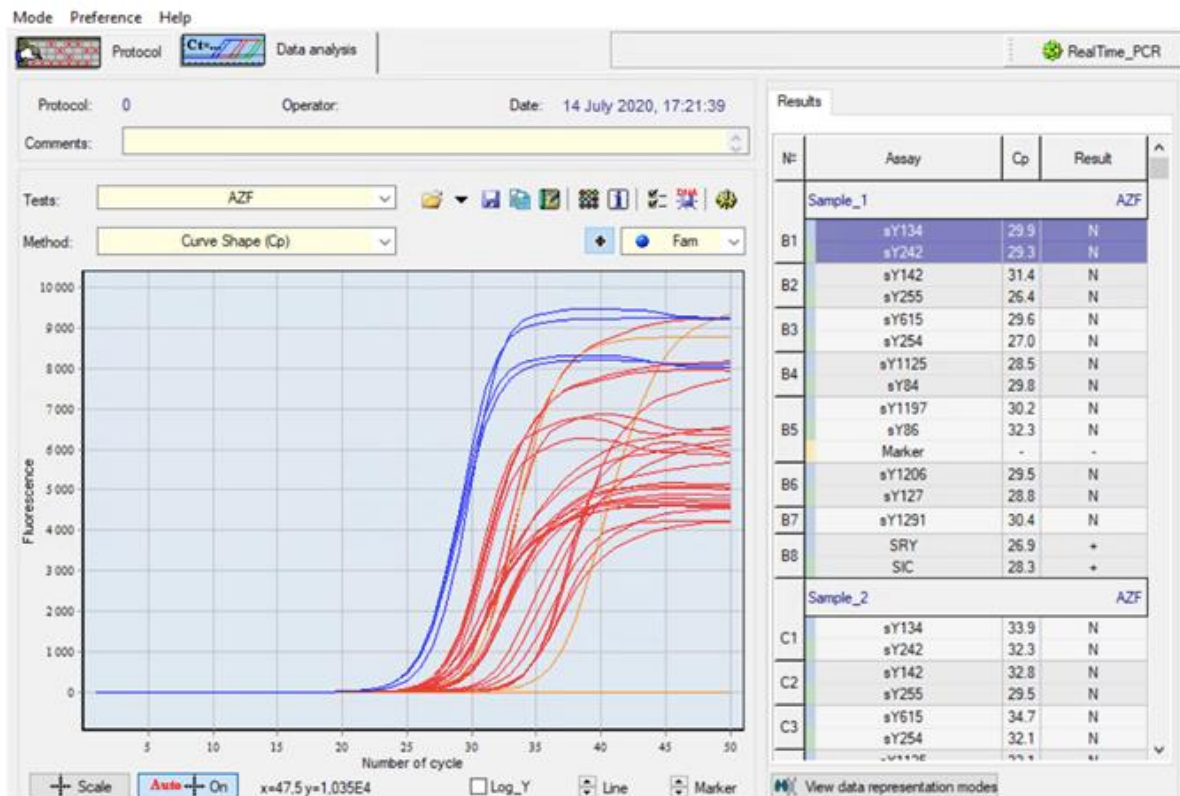 Mode Preference Help
Protocol
Ct=... Data analysis
RealTime_PCR
Protocol: 0 Operator: Date: 14 July 2020, 17:21:39
Comments:
Tests: AZF
Method: Curve Shape (Cp) Fam
Fluorescence
10 000
9 000
8 000
7 000
6 000
5 000
4 000
3 000
2 000
1 000
0
5 10 15 20 25 30 35 40 45 50
Number of cycle
Scale Auto On x=47,5 y=1,035E4 Log_Y Line Marker
Results
N= Assay Cp Result
Sample_1 AZF
B1 sY134 29.9 N
sY242 29.3 N
B2 sY142 31.4 N
sY255 26.4 N
B3 sY615 29.6 N
sY254 27.0 N
B4 sY1125 28.5 N
sY84 29.8 N
B5 sY1197 30.2 N
sY86 32.3 N
Marker - -
B6 sY1206 29.5 N
sY127 28.8 N
B7 sY1291 30.4 N
B8 SRY 26.9 +
SIC 28.3 +
Sample_2 AZF
C1 sY134 33.9 N
sY242 32.3 N
C2 sY142 32.8 N
sY255 29.5 N
C3 sY615 34.7 N
sY254 32.1 N
View data representation modes